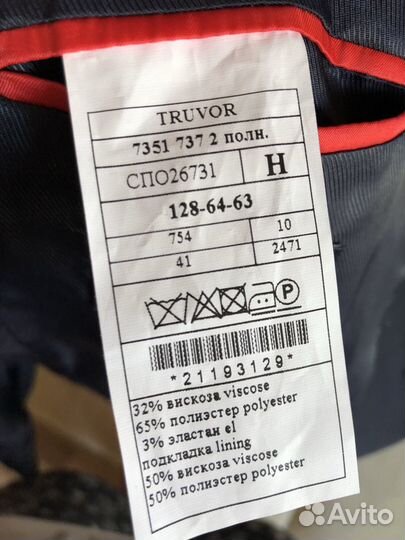 TRUVOR
7351 737 2 полн.
СПО26731 Н
128-64-63
754 10
41 2471
P
*21193129*
32% вискоза viscose
65% полиэстер polyester
3% эластан el
подкладка lining
50% вискоза viscose
50% полиэстер polyester
Avito